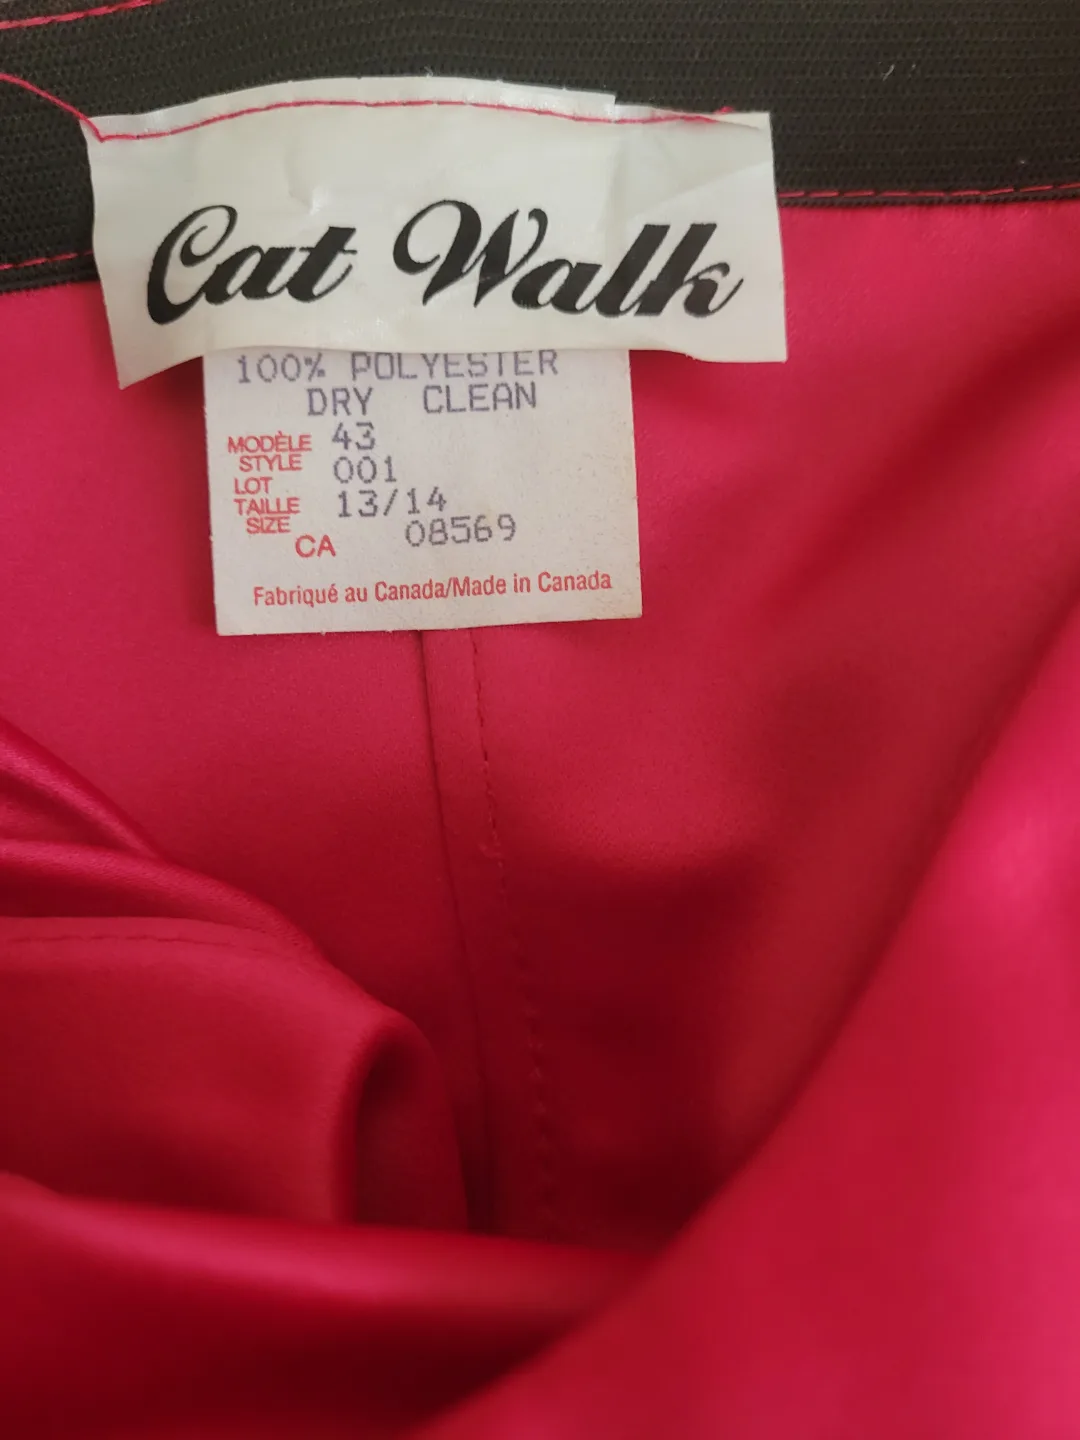 Cat Walk
100% POLYESTER
DRY CLEAN
MODÈLE 43
STYLE
LOT 001
TAILLE 13/14
SIZE
CA 08569
Fabriqué au Canada/Made in Canada